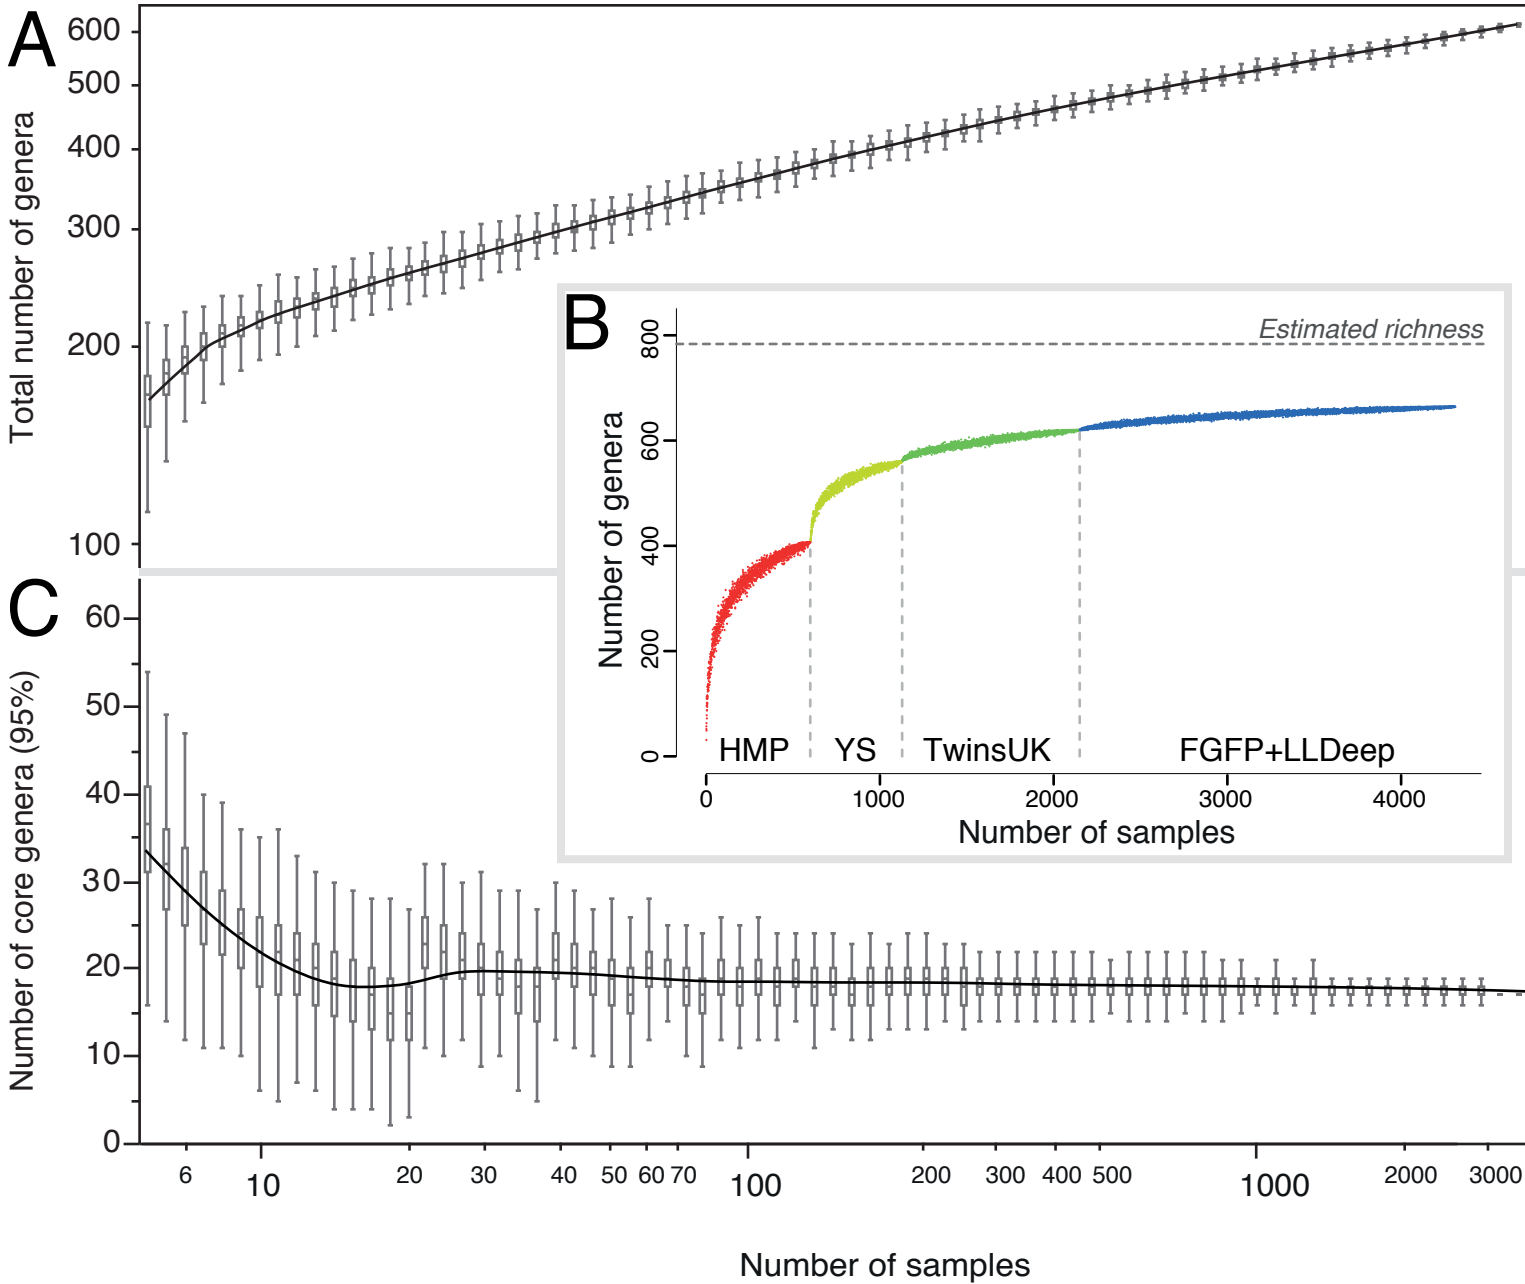 A
Total number of genera
600
500
400
300
200
100
B
Number of genera
800
600
400
200
0
Estimated richness
HMP YS TwinsUK FGFP+LLDeep
0 1000 2000 3000 4000
Number of samples
C
Number of core genera (95%)
60
50
40
30
20
10
0
6 10 20 30 40 50 60 70 100 200 300 400 500 1000 2000 3000
Number of samples